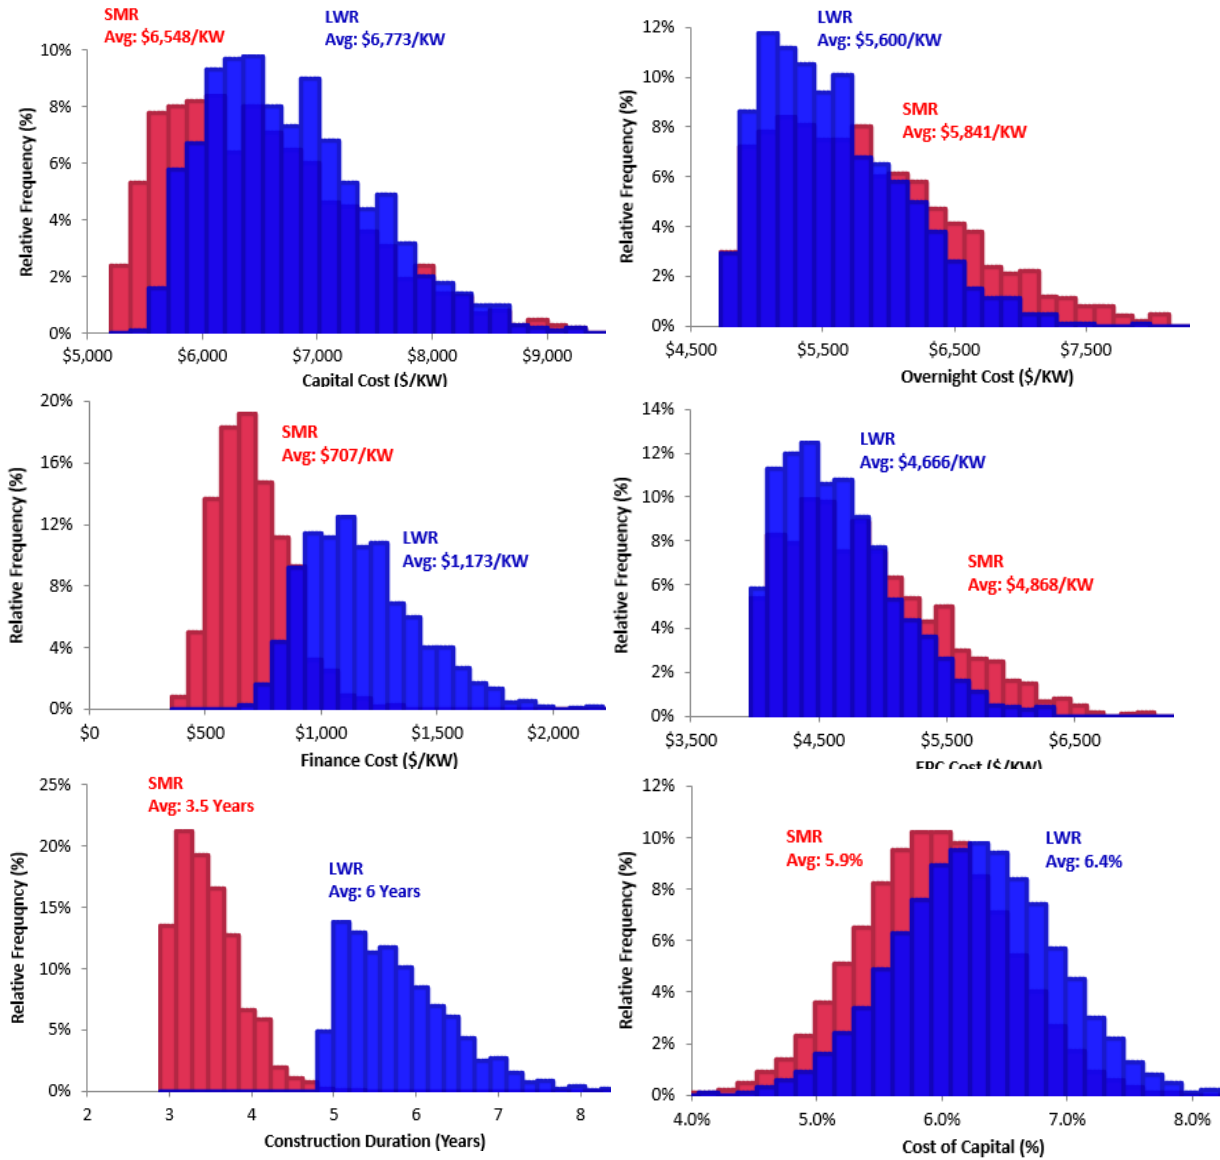 SMR
Avg: $6,548/KW
LWR
Avg: $6,773/KW
10%
8%
6%
4%
2%
0%
Relative Frequency (%)
$5,000 $6,000 $7,000 $8,000 $9,000
Capital Cost ($/KW)
LWR
Avg: $5,600/KW
SMR
Avg: $5,841/KW
12%
10%
8%
6%
4%
2%
0%
Relative Frequency (%)
$4,500 $5,500 $6,500 $7,500
Overnight Cost ($/KW)
SMR
Avg: $707/KW
LWR
Avg: $1,173/KW
20%
16%
12%
8%
4%
0%
Relative Frequency (%)
$0 $500 $1,000 $1,500 $2,000
Finance Cost ($/KW)
LWR
Avg: $4,666/KW
SMR
Avg: $4,868/KW
14%
12%
10%
8%
6%
4%
2%
0%
Relative Frequency (%)
$3,500 $4,500 $5,500 $6,500
EPC Cost ($/KW)
SMR
Avg: 3.5 Years
LWR
Avg: 6 Years
25%
20%
15%
10%
5%
0%
Relative Frequqncy (%)
2 3 4 5 6 7 8
Construction Duration (Years)
SMR
Avg: 5.9%
LWR
Avg: 6.4%
12%
10%
8%
6%
4%
2%
0%
Relative Frequency (%)
4.0% 5.0% 6.0% 7.0% 8.0%
Cost of Capital (%)